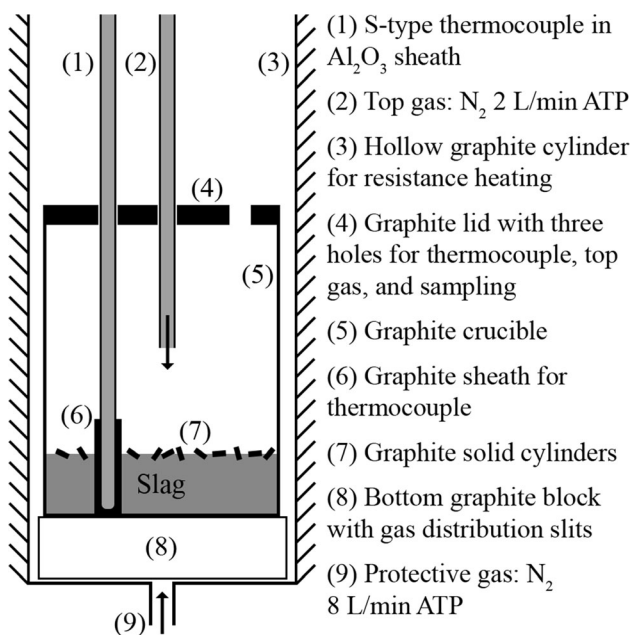 (1)
(2)
(3)
(4)
(5)
(6)
(7)
Slag
(8)
(9)
(1) S-type thermocouple in
Al₂O₃ sheath
(2) Top gas: N₂ 2 L/min ATP
(3) Hollow graphite cylinder
for resistance heating
(4) Graphite lid with three
holes for thermocouple, top
gas, and sampling
(5) Graphite crucible
(6) Graphite sheath for
thermocouple
(7) Graphite solid cylinders
(8) Bottom graphite block
with gas distribution slits
(9) Protective gas: N₂
8 L/min ATP